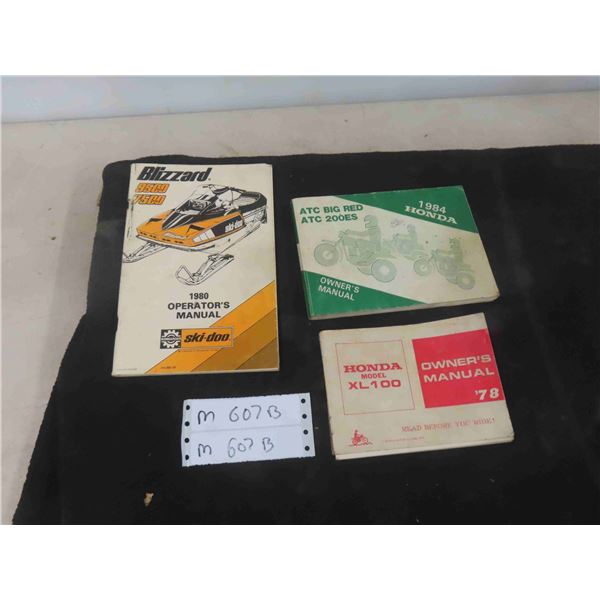 Blizzard
9500
7500
ski-doo
1980
OPERATOR'S
MANUAL
ski-doo
ATC BIG RED
ATC 200ES
1984
HONDA
OWNER'S
MANUAL
HONDA
MODEL
XL100
OWNER'S
MANUAL
'78
READ BEFORE YOU RIDE!
M 607B
M 607B